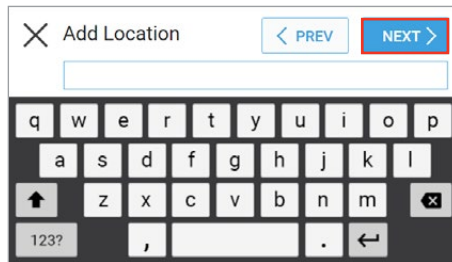 Add Location
PREV
NEXT
q w e r t y u i o p
a s d f g h j k l
z x c v b n m
123? , .